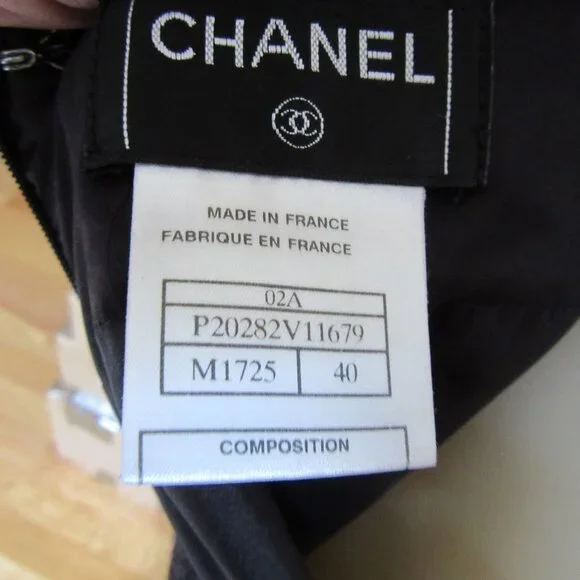 CHANEL
MADE IN FRANCE
FABRIQUE EN FRANCE
02A
P20282V11679
M1725 40
COMPOSITION